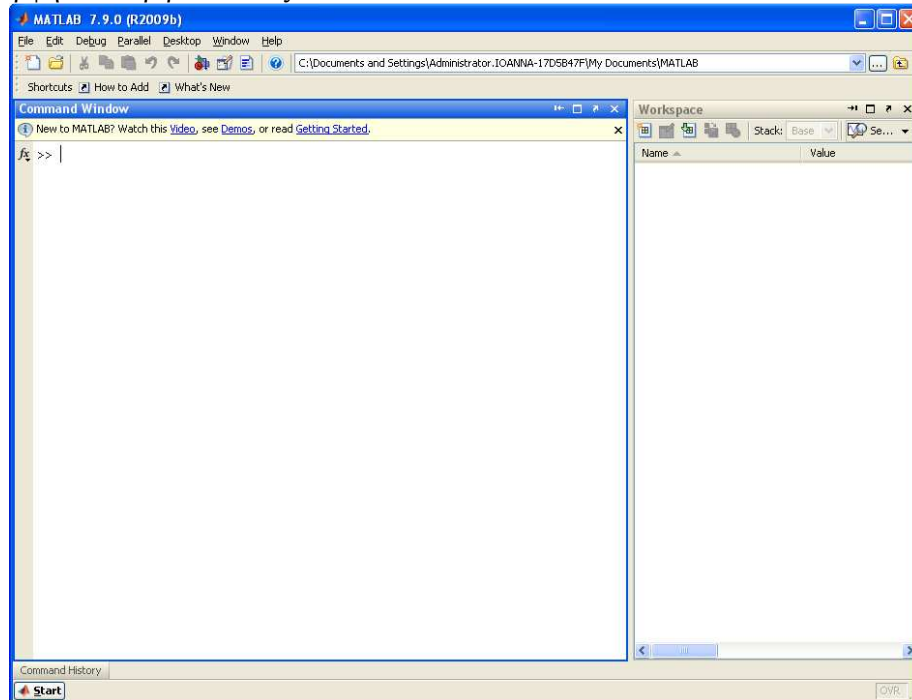 MATLAB 7.9.0 (R2009b)
File Edit Debug Parallel Desktop Window Help
C:\Documents and Settings\Administrator.IOANNA-17D5B47F\My Documents\MATLAB
Shortcuts How to Add What's New
Command Window
New to MATLAB? Watch this Video, see Demos, or read Getting Started.
fx >>
Workspace
Stack: Base Se...
Name Value
Command History
Start
OVR